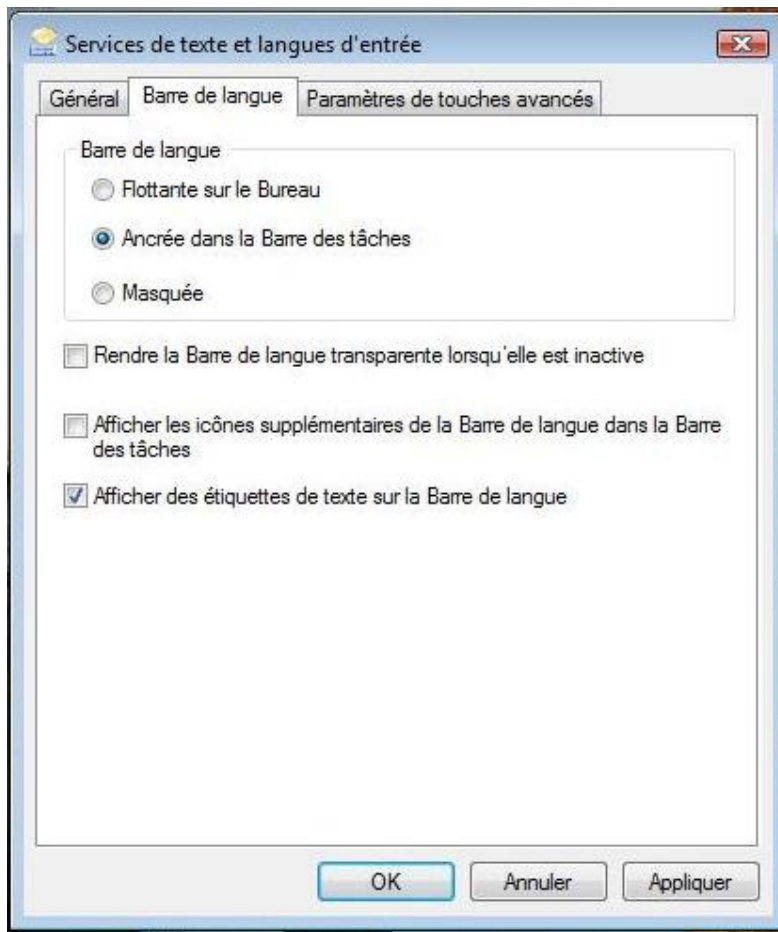 Services de texte et langues d'entrée
Général
Barre de langue
Paramètres de touches avancés
Barre de langue
Flottante sur le Bureau
Ancrée dans la Barre des tâches
Masquée
Rendre la Barre de langue transparente lorsqu'elle est inactive
Afficher les icônes supplémentaires de la Barre de langue dans la Barre
des tâches
Afficher des étiquettes de texte sur la Barre de langue
OK
Annuler
Appliquer